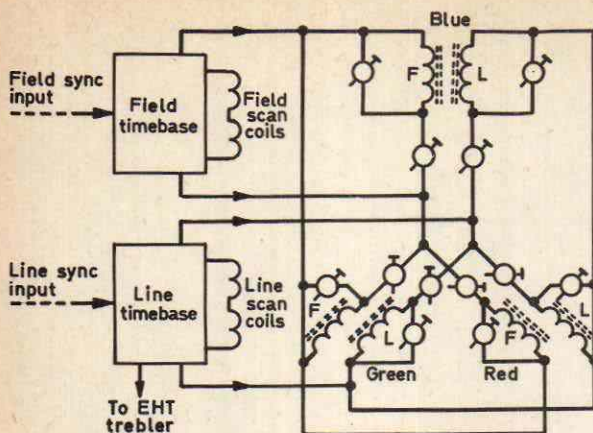 Blue
F
L
Field sync
input
Field
timebase
Field
scan
coils
Line sync
input
Line
timebase
Line
scan
coils
F
L
F
L
Green
Red
To EHT
trebler